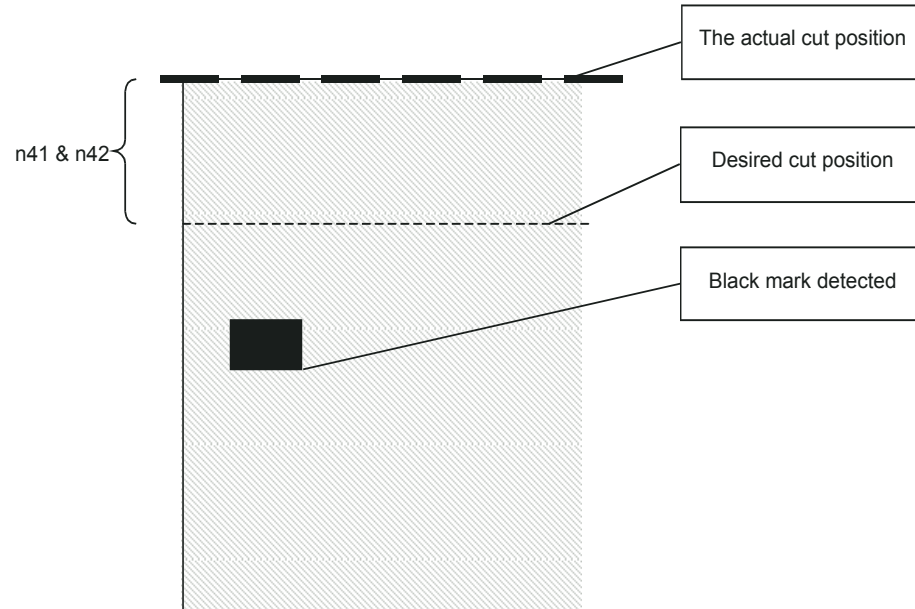 The actual cut position
n41 & n42
Desired cut position
Black mark detected